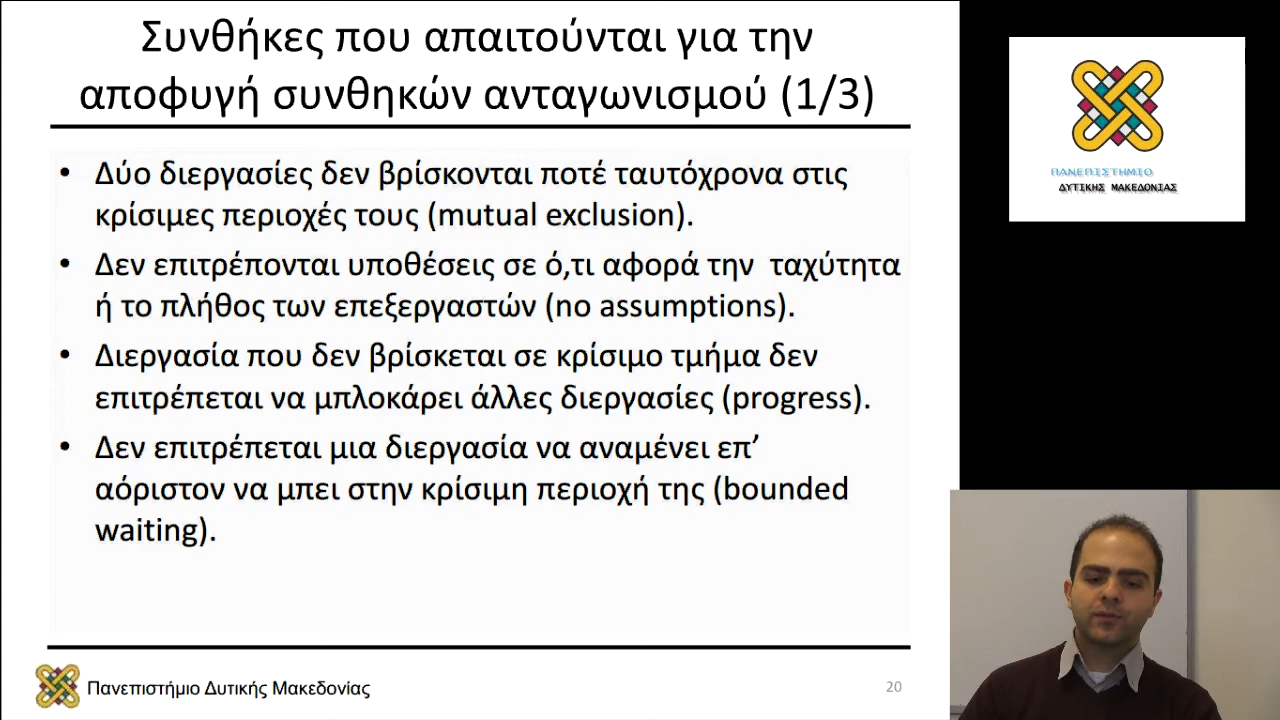 Συνθήκες που απαιτούνται για την
αποφυγή συνθηκών ανταγωνισμού (1/3)
• Δύο διεργασίες δεν βρίσκονται ποτέ ταυτόχρονα στις
κρίσιμες περιοχές τους (mutual exclusion).
• Δεν επιτρέπονται υποθέσεις σε ό,τι αφορά την ταχύτητα
ή το πλήθος των επεξεργαστών (no assumptions).
• Διεργασία που δεν βρίσκεται σε κρίσιμο τμήμα δεν
επιτρέπεται να μπλοκάρει άλλες διεργασίες (progress).
• Δεν επιτρέπεται μια διεργασία να αναμένει επ’
αόριστον να μπει στην κρίσιμη περιοχή της (bounded
waiting).
Πανεπιστήμιο Δυτικής Μακεδονίας
20
ΠΑΝΕΠΙΣΤΗΜΙΟ
ΔΥΤΙΚΗΣ ΜΑΚΕΔΟΝΙΑΣ